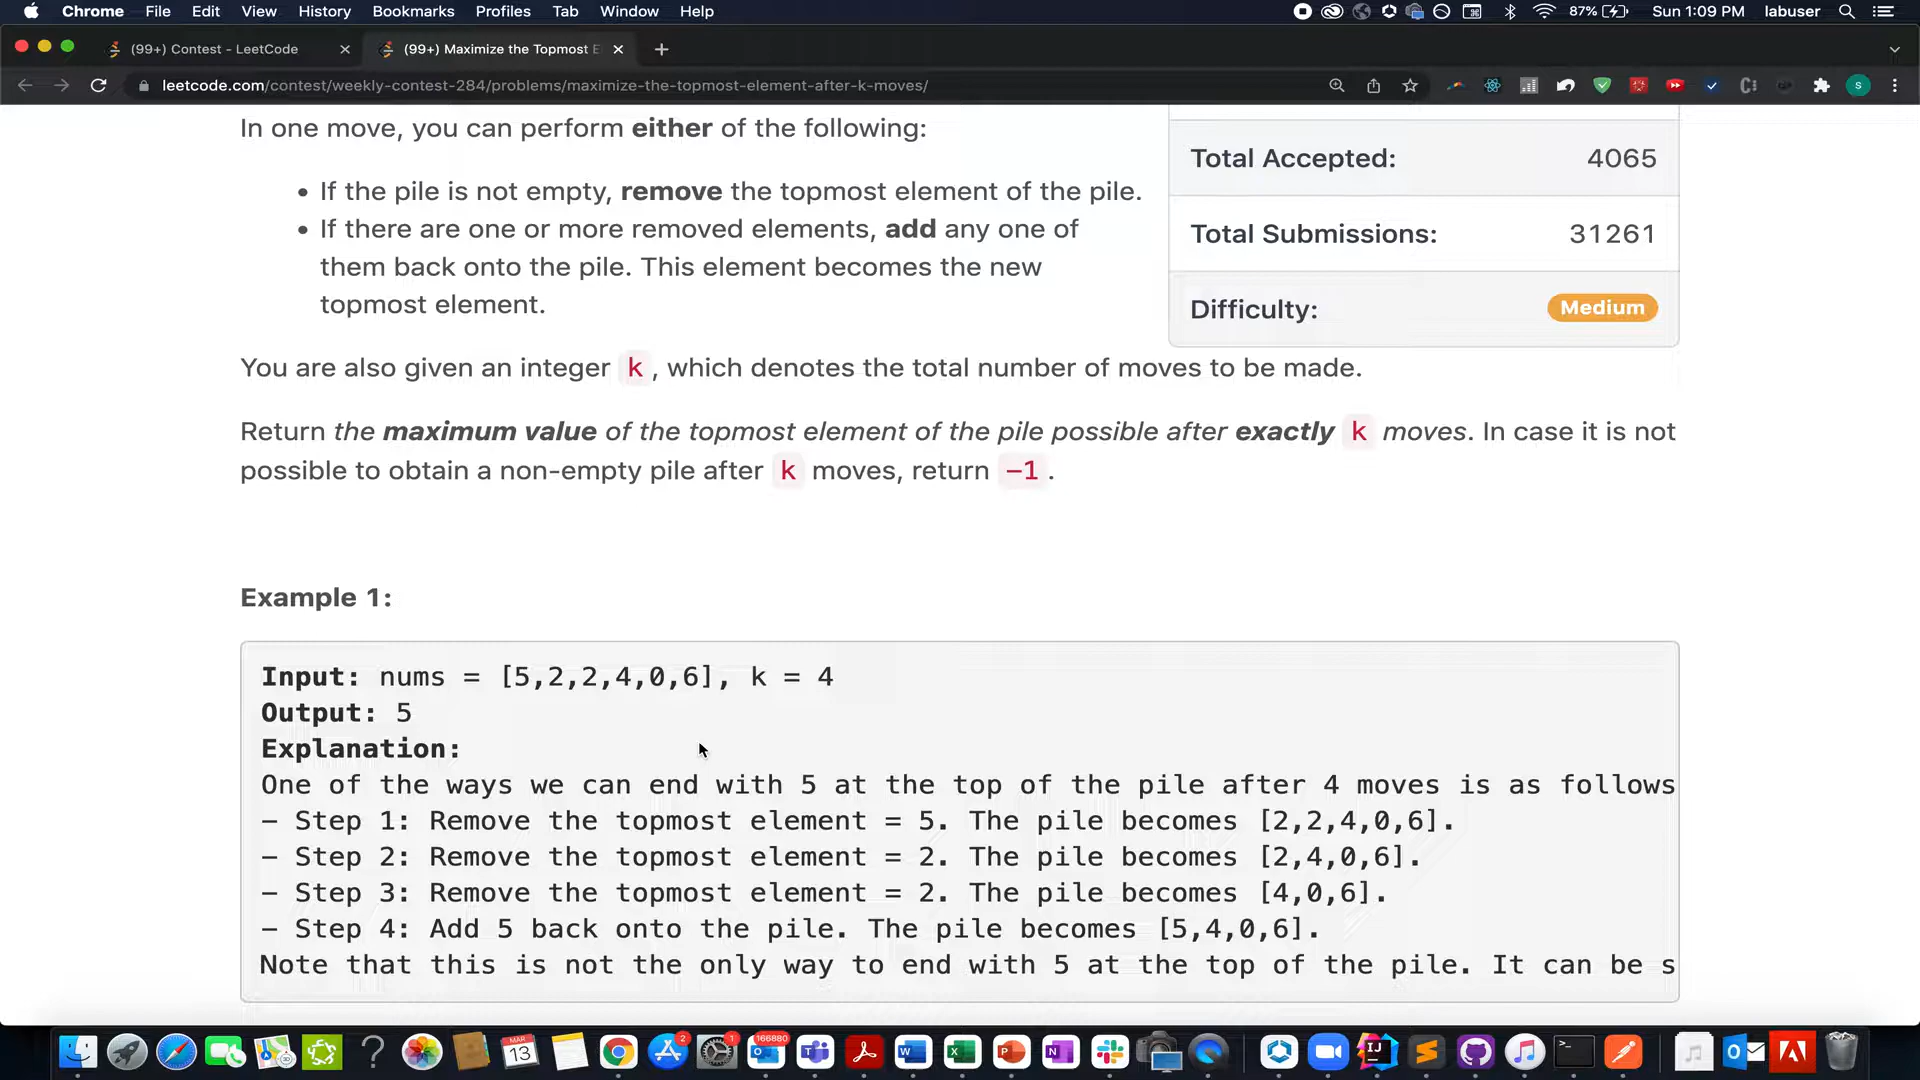 Chrome File Edit View History Bookmarks Profiles Tab Window Help 87% Sun 1:09 PM labuser
(99+) Contest - LeetCode (99+) Maximize the Topmost E
leetcode.com/contest/weekly-contest-284/problems/maximize-the-topmost-element-after-k-moves/ S
In one move, you can perform either of the following:
• If the pile is not empty, remove the topmost element of the pile.
• If there are one or more removed elements, add any one of
them back onto the pile. This element becomes the new
topmost element.
Total Accepted: 4065
Total Submissions: 31261
Difficulty: Medium
You are also given an integer k, which denotes the total number of moves to be made.
Return the maximum value of the topmost element of the pile possible after exactly k moves. In case it is not
possible to obtain a non-empty pile after k moves, return -1.
Example 1:
Input: nums = [5,2,2,4,0,6], k = 4
Output: 5
Explanation:
One of the ways we can end with 5 at the top of the pile after 4 moves is as follows
- Step 1: Remove the topmost element = 5. The pile becomes [2,2,4,0,6].
- Step 2: Remove the topmost element = 2. The pile becomes [2,4,0,6].
- Step 3: Remove the topmost element = 2. The pile becomes [4,0,6].
- Step 4: Add 5 back onto the pile. The pile becomes [5,4,0,6].
Note that this is not the only way to end with 5 at the top of the pile. It can be s
MAR 13 2 1 166880